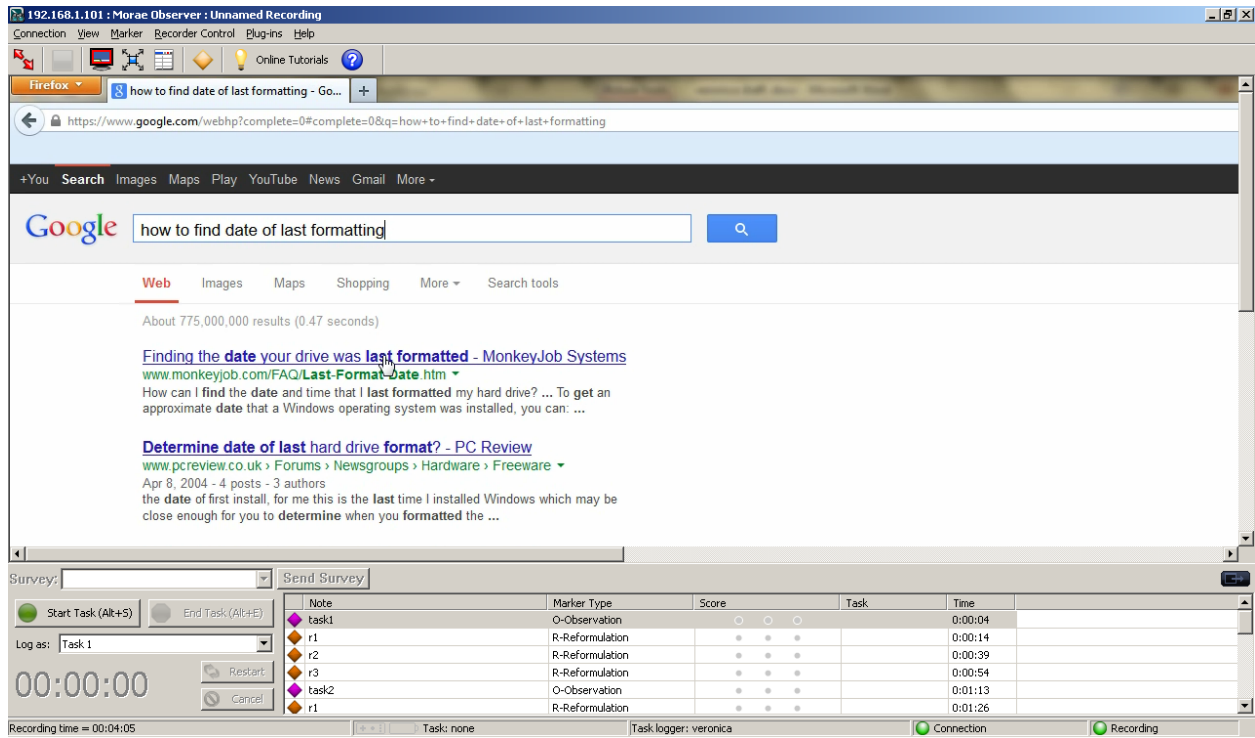 192.168.1.101 : Morae Observer : Unnamed Recording
Connection View Marker Recorder Control Plug-ins Help
Online Tutorials
Firefox
how to find date of last formatting - Go...
https://www.google.com/webhp?complete=0#complete=0&q=how+to+find+date+of+last+formatting
+You Search Images Maps Play YouTube News Gmail More
Google how to find date of last formatting
Web Images Maps Shopping More Search tools
About 775,000,000 results (0.47 seconds)
Finding the date your drive was last formatted - MonkeyJob Systems
www.monkeyjob.com/FAQ/Last-Format-Date.htm
How can I find the date and time that I last formatted my hard drive? ... To get an
approximate date that a Windows operating system was installed, you can: ...
Determine date of last hard drive format? - PC Review
www.pcreview.co.uk › Forums › Newsgroups › Hardware › Freeware
Apr 8, 2004 - 4 posts - 3 authors
the date of first install, for me this is the last time I installed Windows which may be
close enough for you to determine when you formatted the ...
Survey: Send Survey
Start Task (Alt+S) End Task (Alt+E)
Log as: Task 1
00:00:00
Restart
Cancel
Note Marker Type Score Task Time
task1 O-Observation 0:00:04
r1 R-Reformulation 0:00:14
r2 R-Reformulation 0:00:39
r3 R-Reformulation 0:00:54
task2 O-Observation 0:01:13
r1 R-Reformulation 0:01:26
Recording time = 00:04:05 Task: none Task logger: veronica Connection Recording